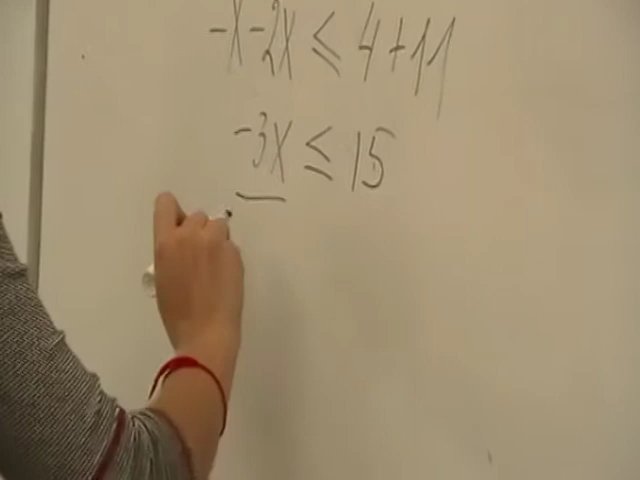 -x-2x ≤ 4+11
-3x ≤ 15